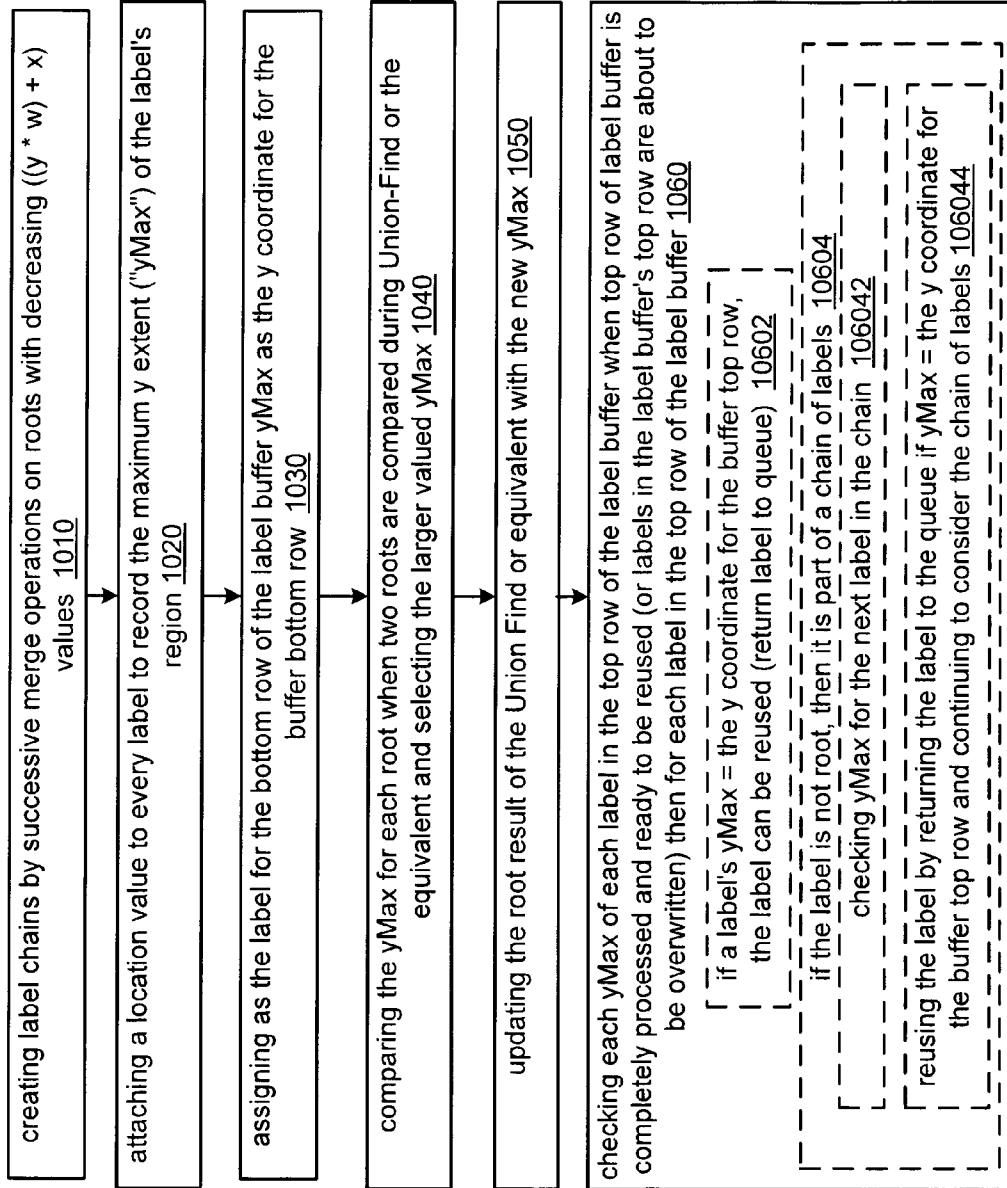 creating label chains by successive merge operations on roots with decreasing ((y * w) + x)
values 1010
attaching a location value to every label to record the maximum y extent ("yMax") of the label's
region 1020
assigning as the label for the bottom row of the label buffer yMax as the y coordinate for the
buffer bottom row 1030
comparing the yMax for each root when two roots are compared during Union-Find or the
equivalent and selecting the larger valued yMax 1040
updating the root result of the Union Find or equivalent with the new yMax 1050
checking each yMax of each label in the top row of the label buffer when top row of label buffer is
completely processed and ready to be reused (or labels in the label buffer's top row are about to
be overwritten) then for each label in the top row of the label buffer 1060
if a label's yMax = the y coordinate for the buffer top row,
the label can be reused (return label to queue) 10602
if the label is not root, then it is part of a chain of labels 10604
checking yMax for the next label in the chain 106042
reusing the label by returning the label to the queue if yMax = the y coordinate for
the buffer top row and continuing to consider the chain of labels 106044